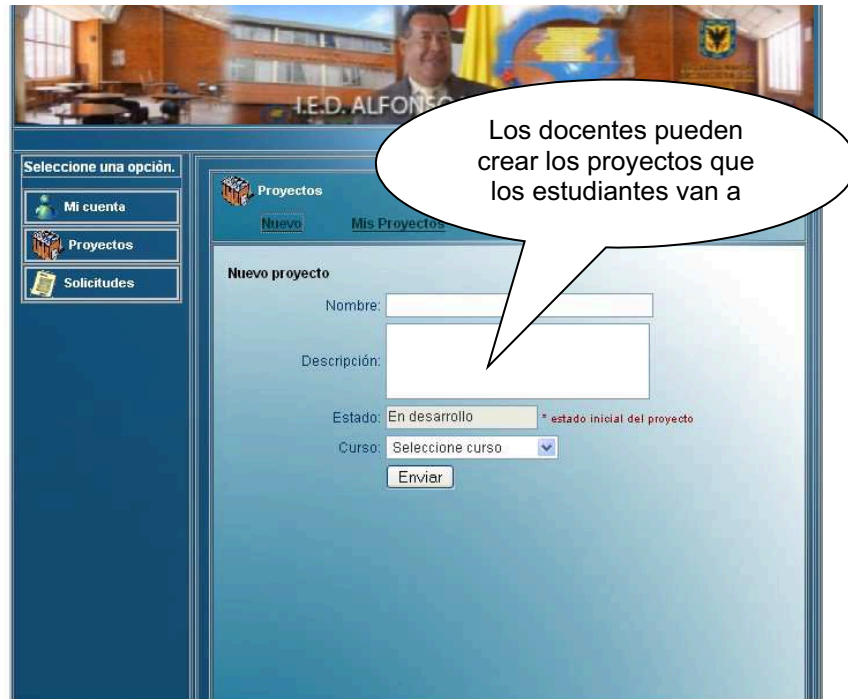 I.E.D. ALFONSO
Los docentes pueden
crear los proyectos que
los estudiantes van a
Seleccione una opción.
Mi cuenta
Proyectos
Solicitudes
Proyectos
Nuevo Mis Proyectos
Nuevo proyecto
Nombre:
Descripción:
Estado: En desarrollo * estado inicial del proyecto
Curso: Seleccione curso
Enviar